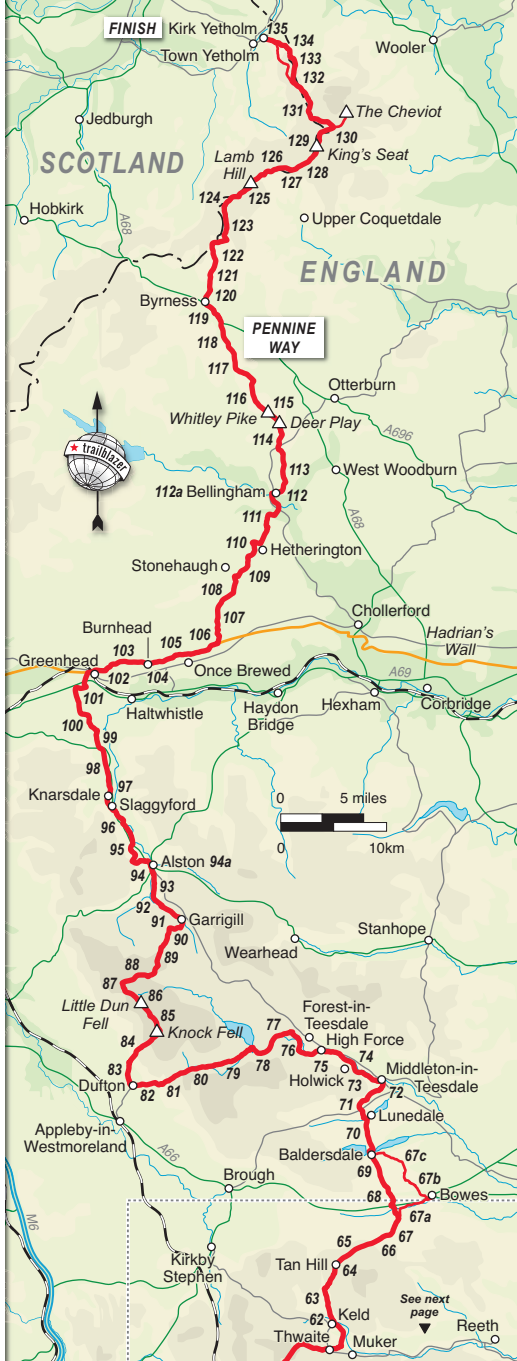 FINISH
Kirk Yetholm
135
Town Yetholm
134
Wooler
133
132
131
The Cheviot
Jedburgh
130
129
King's Seat
SCOTLAND
Lamb
Hill
126
128
127
125
124
Hobkirk
A68
123
Upper Coquetdale
122
ENGLAND
121
Byrness
120
119
PENNINE
WAY
118
117
Otterburn
116
115
Whitley Pike
Deer Play
A696
114
trailblazer
113
West Woodburn
112a
Bellingham
112
A68
111
110
Hetherington
Stonehaugh
109
108
107
Chollerford
Burnhead
106
Hadrian's
Wall
103
105
Greenhead
102
104
Once Brewed
A69
101
Haltwhistle
Haydon
Bridge
Hexham
Corbridge
100
99
98
97
Knarsdale
Slaggyford
0
5 miles
96
0
10km
95
94
Alston
94a
93
92
91
Garrigill
90
Stanhope
Wearhead
89
88
87
86
Little Dun
Fell
85
Knock Fell
Forest-in-
Teesdale
77
84
High Force
76
74
83
79
78
75
Holwick
73
Middleton-in-
Teesdale
Dufton
82
81
80
72
71
Lunedale
Appleby-in-
Westmoreland
70
A66
Baldersdale
67c
69
Brough
67b
68
Bowes
M6
67a
67
65
66
Kirkby
Stephen
Tan Hill
64
63
See next
page
Keld
62
Reeth
Thwaite
Muker